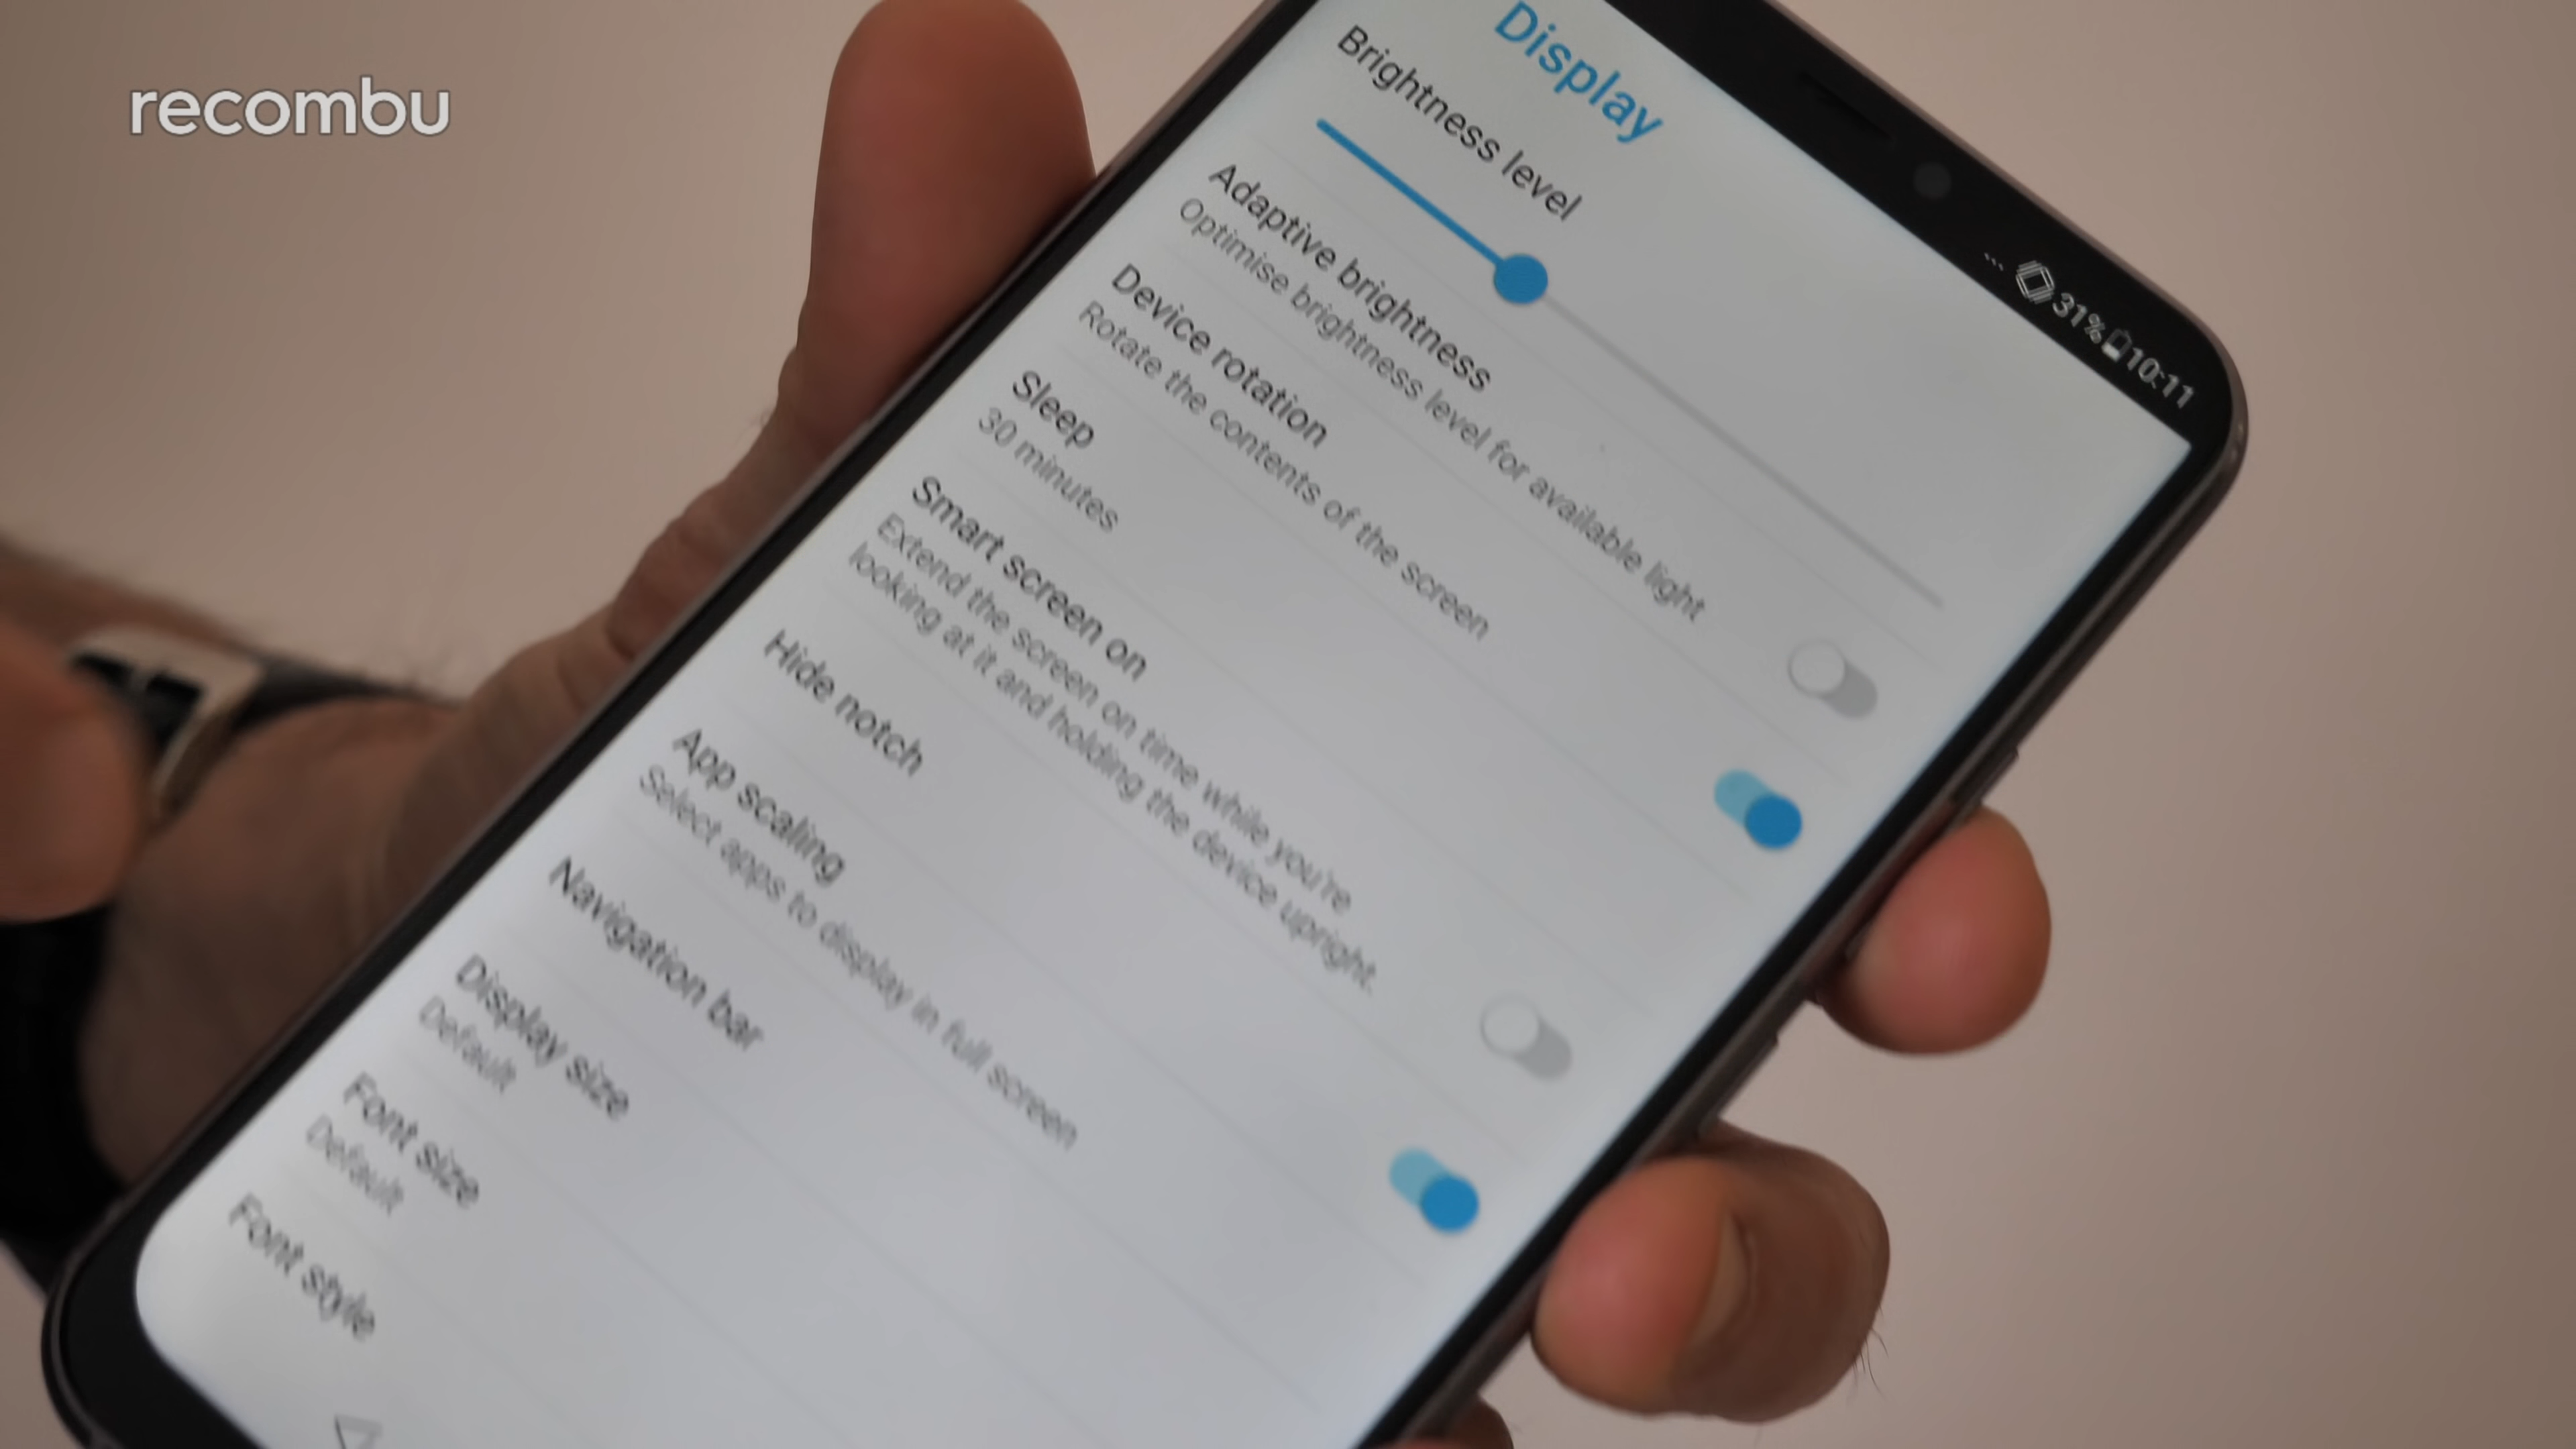 recombu
31% 10:11
Display
Brightness level
Adaptive brightness
Optimise brightness level for available light
Device rotation
Rotate the contents of the screen
Sleep
30 minutes
Smart screen on
Extend the screen on time while you're
looking at it and holding the device upright.
Hide notch
App scaling
Select apps to display in full screen
Navigation bar
Display size
Default
Font size
Default
Font style